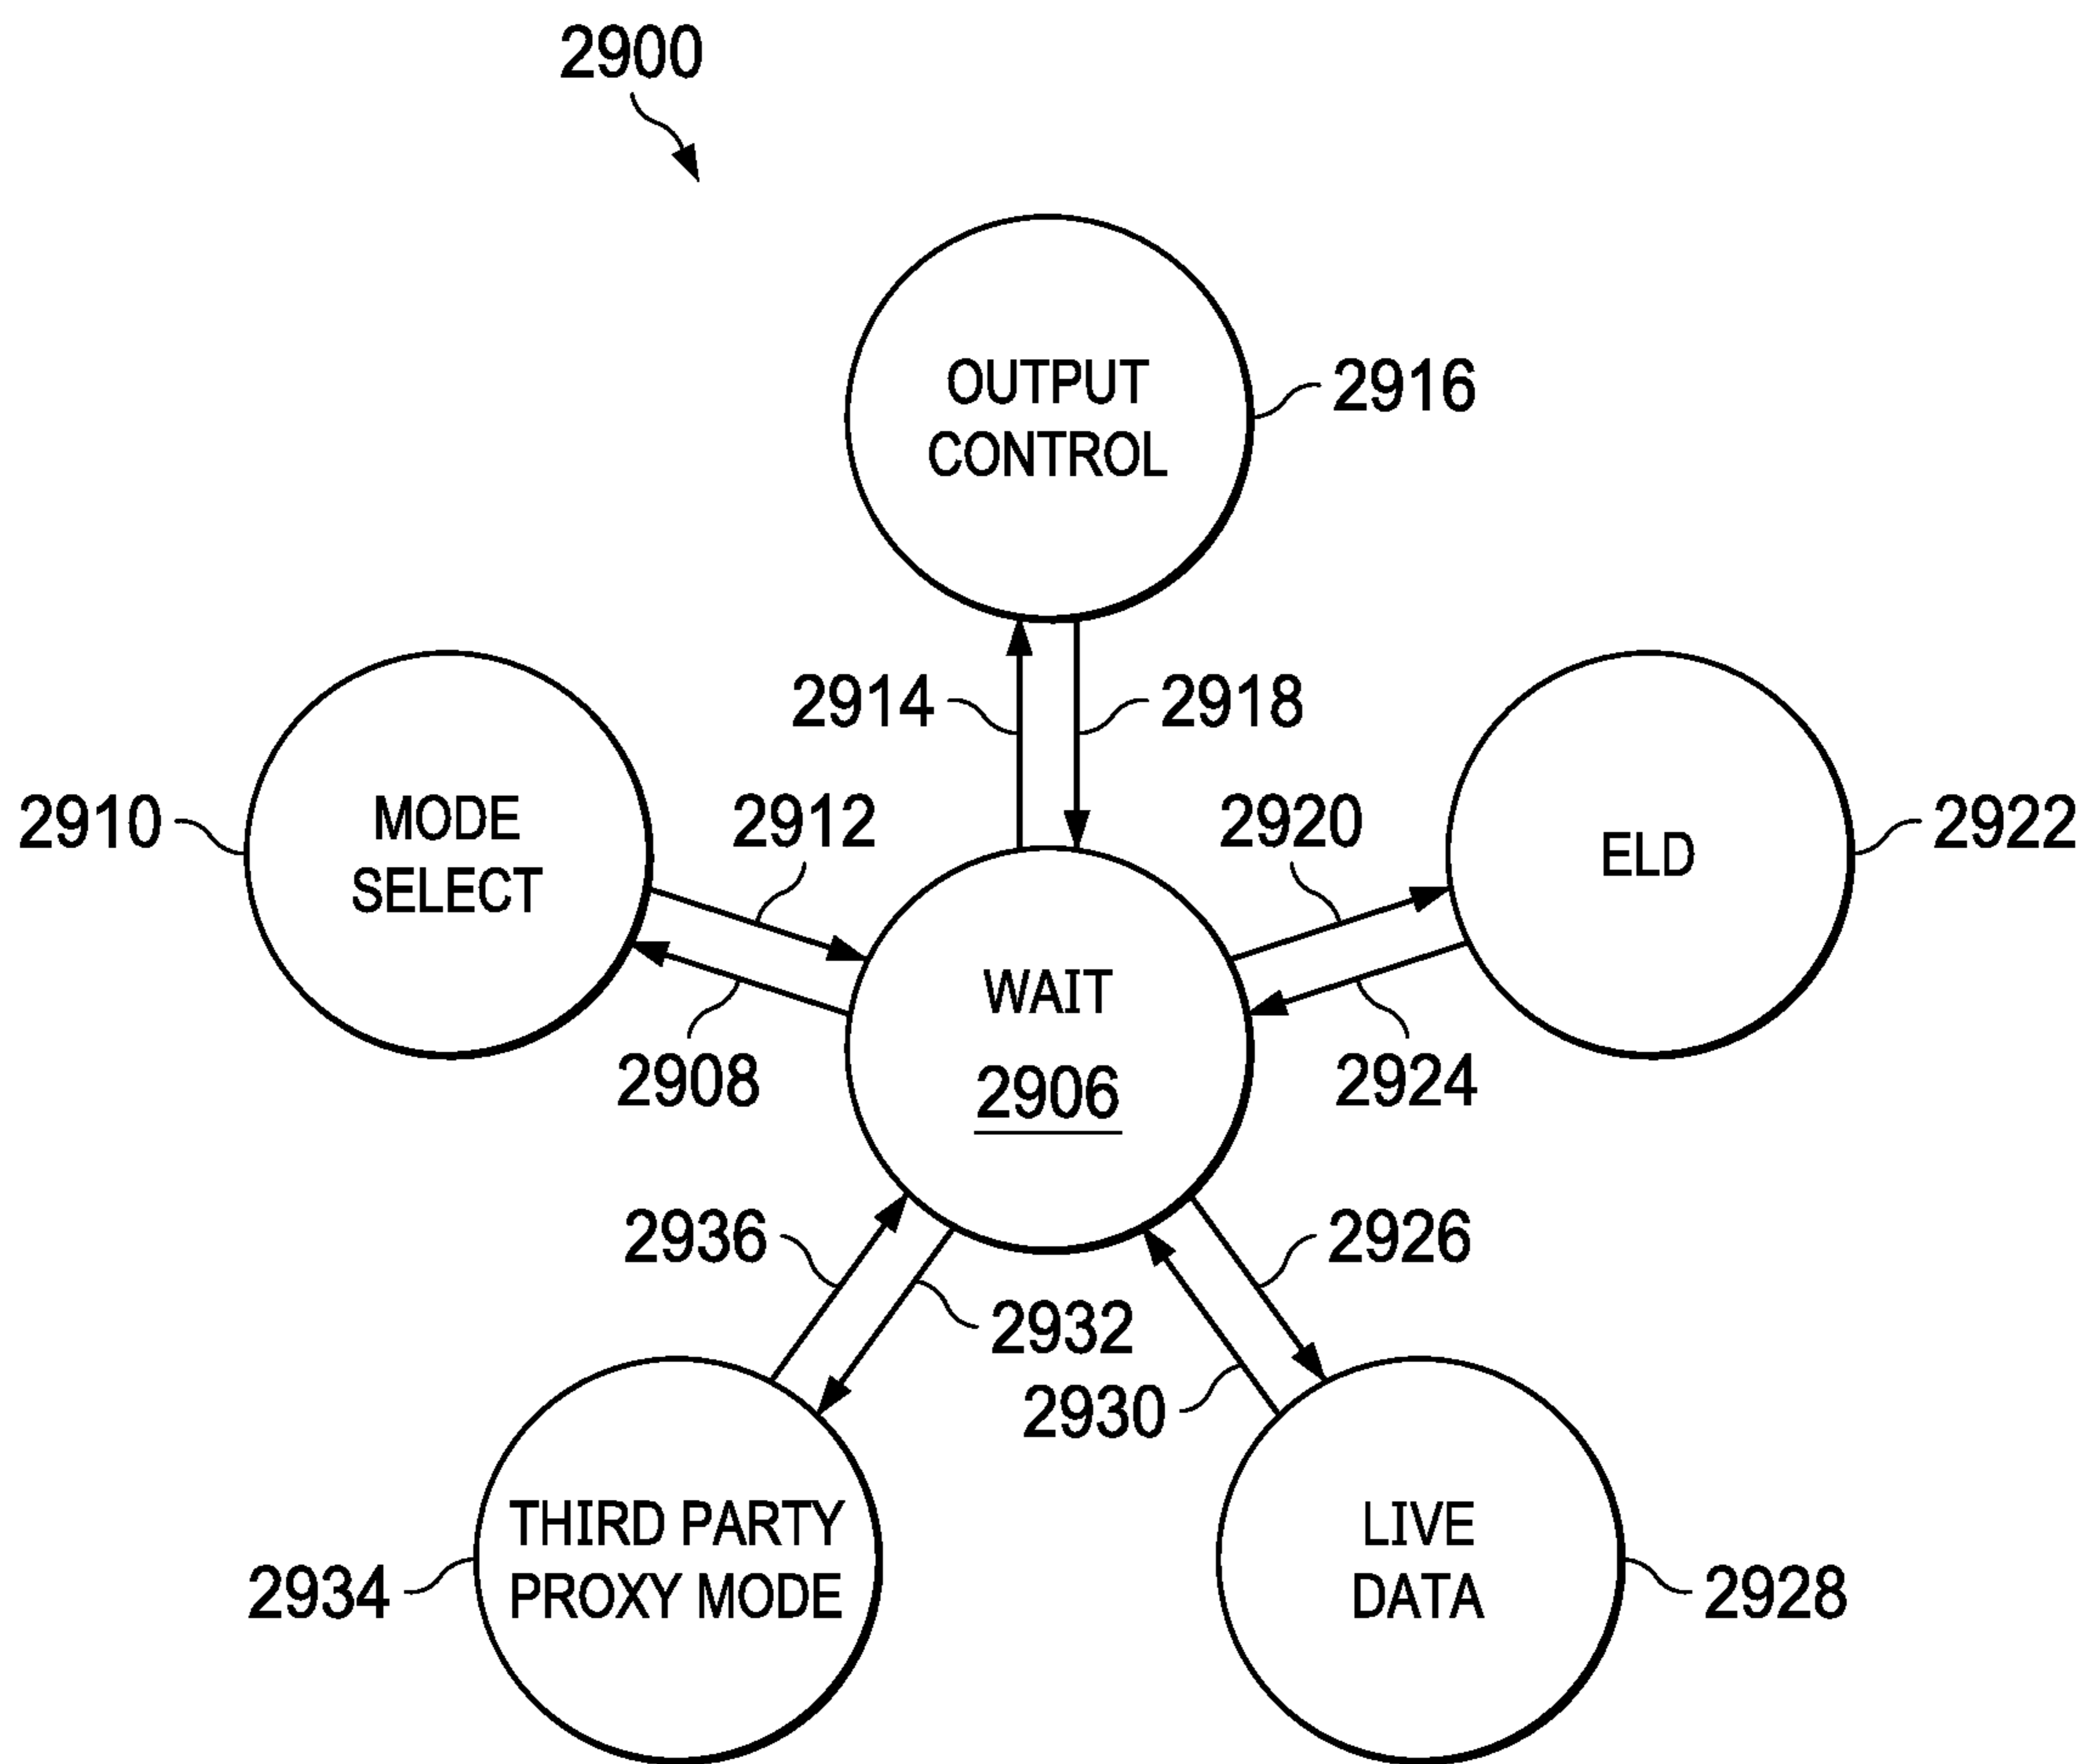 2900
OUTPUT
CONTROL
2916
2914
2918
2910
MODE
SELECT
2912
2920
ELD
2922
WAIT
2906
2908
2924
2936
2926
2932
2930
THIRD PARTY
PROXY MODE
2934
LIVE
DATA
2928